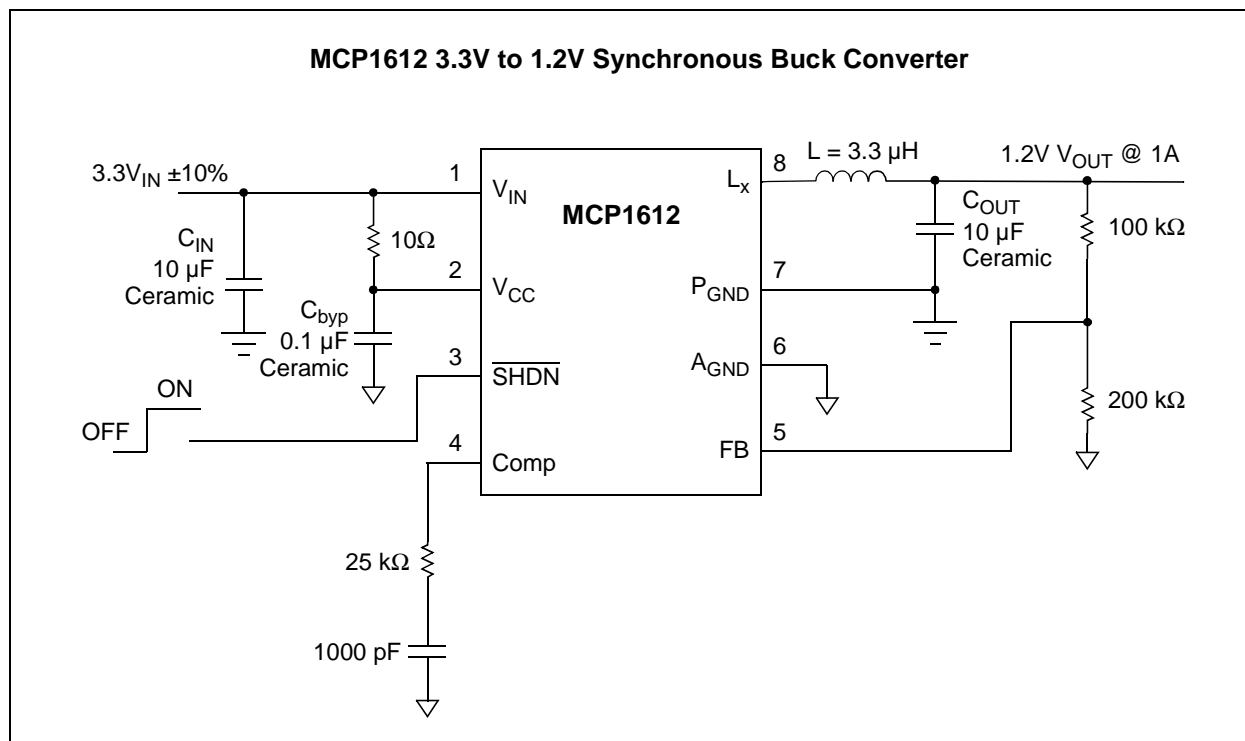 MCP1612 3.3V to 1.2V Synchronous Buck Converter
3.3VIN ±10%
1
VIN
MCP1612
Lx
8
L = 3.3 µH
1.2V VOUT @ 1A
CIN
10 µF
Ceramic
10Ω
COUT
10 µF
Ceramic
100 kΩ
2
VCC
PGND
7
Cbyp
0.1 µF
Ceramic
3
SHDN
AGND
6
ON
OFF
200 kΩ
4
Comp
FB
5
25 kΩ
1000 pF